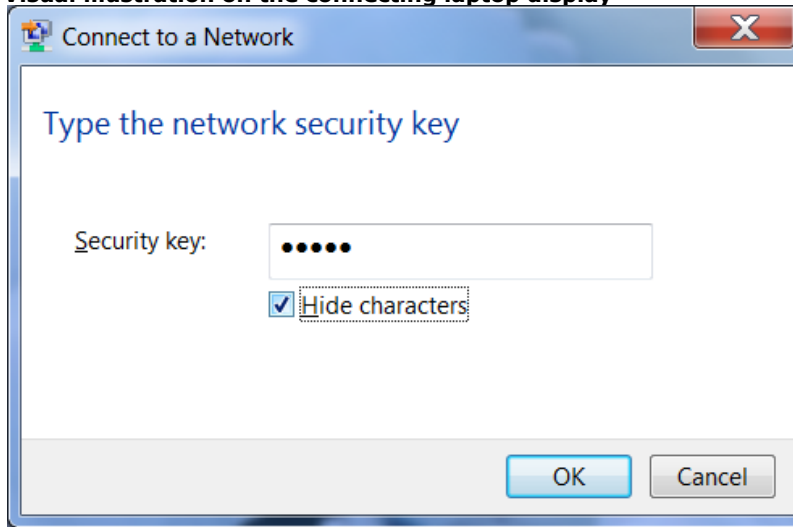 Visual illustration on the connecting laptop display
Connect to a Network
X
Type the network security key
Security key: •••••
Hide characters
OK Cancel